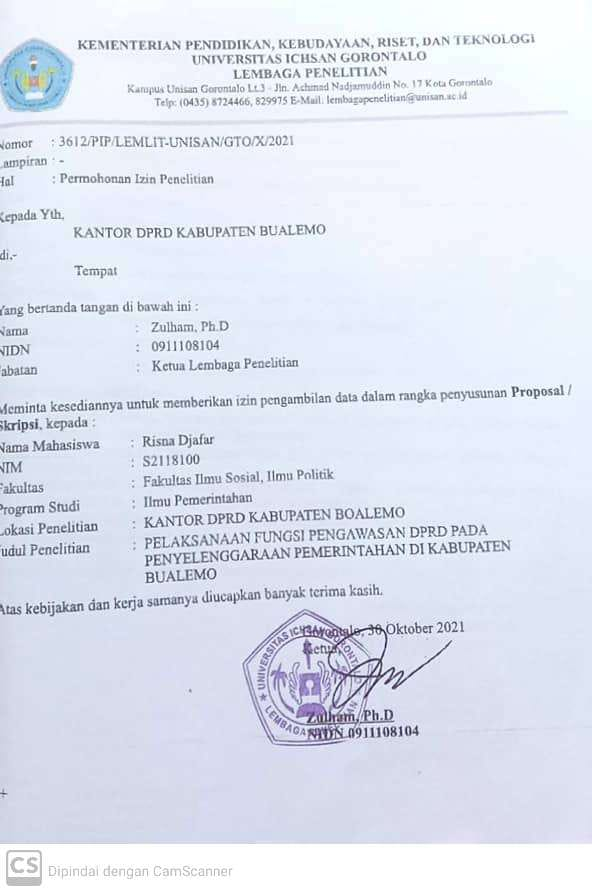 KEMENTERIAN PENDIDIKAN, KEBUDAYAAN, RISET, DAN TEKNOLOGI
UNIVERSITAS ICHSAN GORONTALO
LEMBAGA PENELITIAN
Kampus Unisan Gorontalo Lt.3 - Jln. Achmad Nadjamuddin No. 17 Kota Gorontalo
Telp: (0435) 8724466, 829975 E-Mail: lembagapenelitian@unisan.ac.id
Nomor : 3612/PIP/LEMLIT-UNISAN/GTO/X/2021
Lampiran : -
Hal : Permohonan Izin Penelitian
Kepada Yth,
KANTOR DPRD KABUPATEN BUALEMO
di,-
Tempat
Yang bertanda tangan di bawah ini :
Nama : Zulham, Ph.D
NIDN : 0911108104
Jabatan : Ketua Lembaga Penelitian
Meminta kesediannya untuk memberikan izin pengambilan data dalam rangka penyusunan Proposal /
Skripsi, kepada :
Nama Mahasiswa : Risna Djafar
NIM : S2118100
Fakultas : Fakultas Ilmu Sosial, Ilmu Politik
Program Studi : Ilmu Pemerintahan
Lokasi Penelitian : KANTOR DPRD KABUPATEN BOALEMO
Judul Penelitian : PELAKSANAAN FUNGSI PENGAWASAN DPRD PADA
PENYELENGGARAAN PEMERINTAHAN DI KABUPATEN
BUALEMO
Atas kebijakan dan kerja samanya diucapkan banyak terima kasih.
Gorontalo, 30 Oktober 2021
Ketua,
UNIVERSITAS ICHSAN GORONTALO
Zulham, Ph.D
NIDN 0911108104
+
CS Dipindai dengan CamScanner